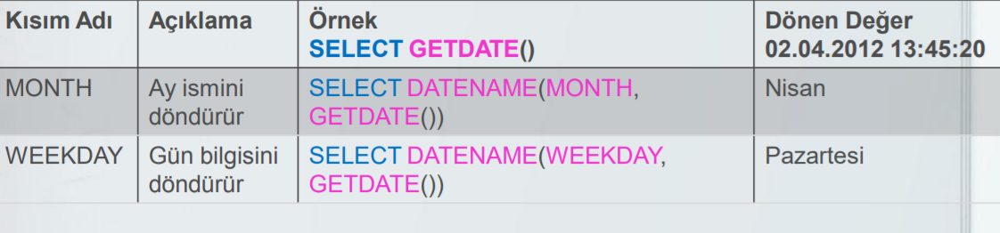 Kısım Adı Açıklama Örnek Dönen Değer
SELECT GETDATE() 02.04.2012 13:45:20
MONTH Ay ismini SELECT DATENAME(MONTH, Nisan
döndürür GETDATE())
WEEKDAY Gün bilgisini SELECT DATENAME(WEEKDAY, Pazartesi
döndürür GETDATE())